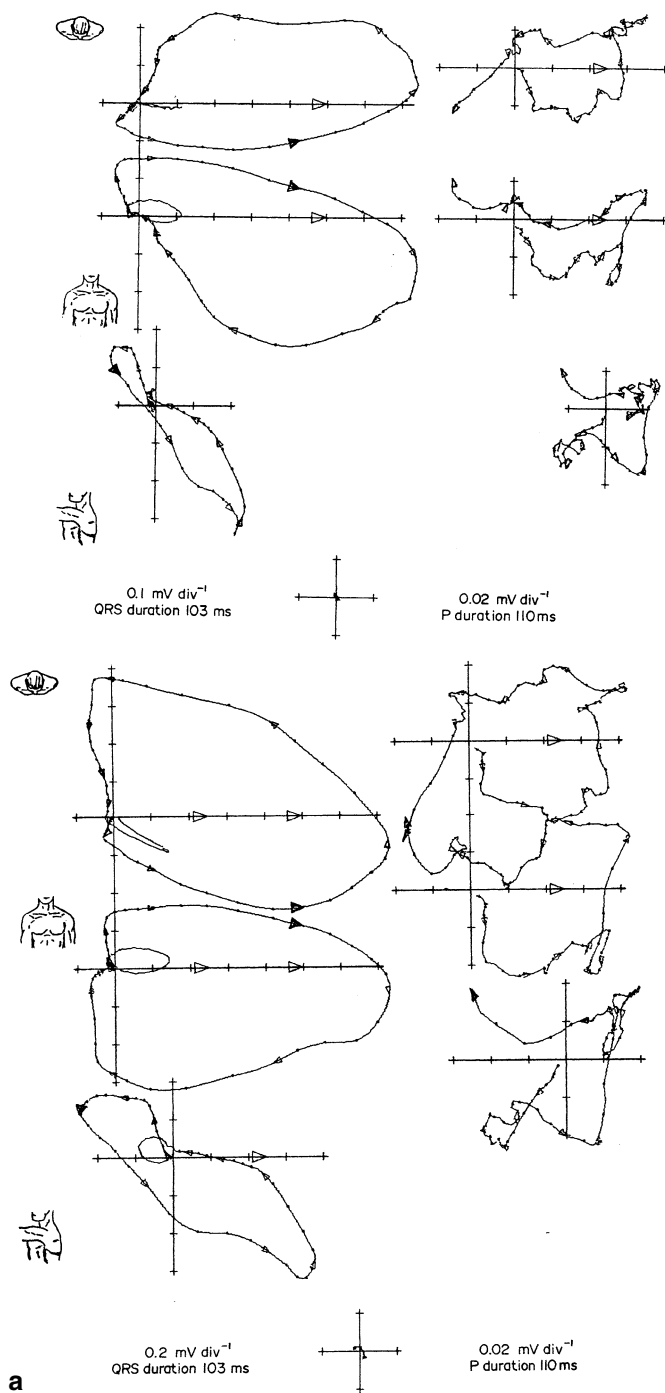 0.1 mV div⁻¹
QRS duration 103 ms
0.02 mV div⁻¹
P duration 110ms
0.2 mV div⁻¹
QRS duration 103 ms
0.02 mV div⁻¹
P duration 110ms
a